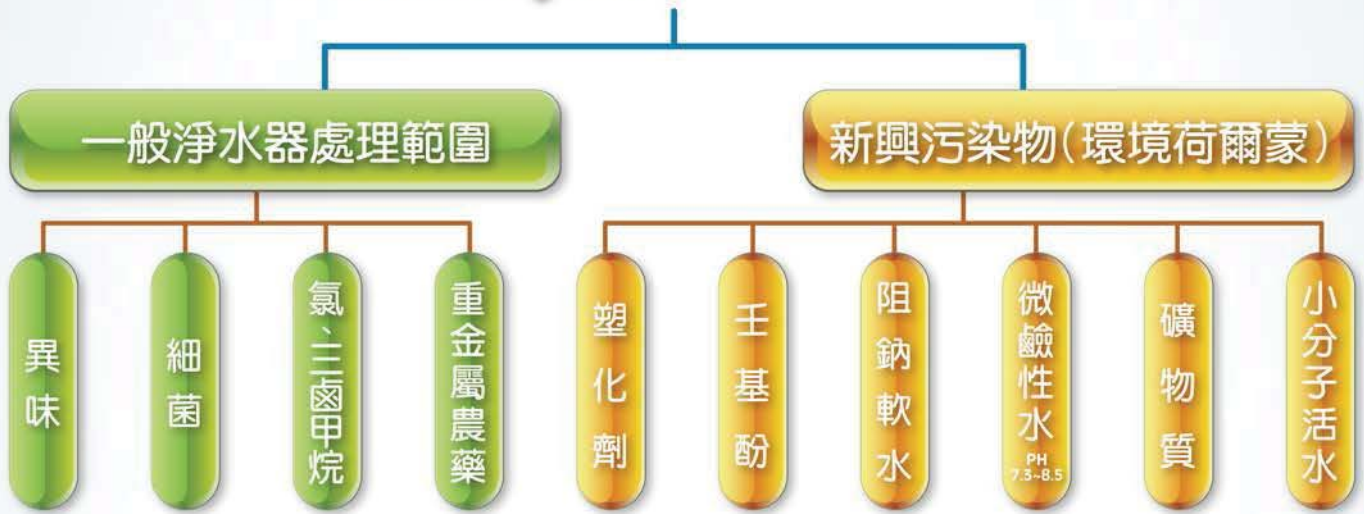 一般淨水器處理範圍
新興污染物(環境荷爾蒙)
異味
細菌
氯、三鹵甲烷
重金屬農藥
塑化劑
壬基酚
阻鈉軟水
微鹼性水
PH
7.3~8.5
礦物質
小分子活水